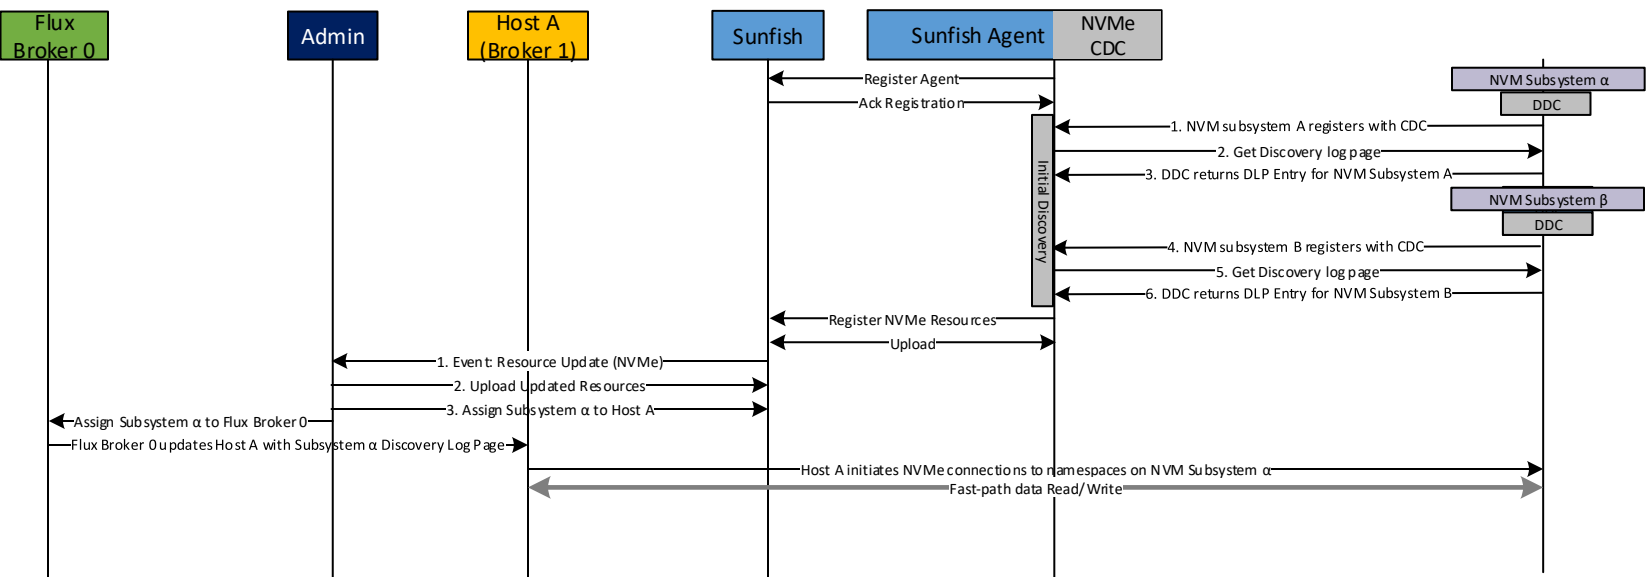 Flux
Broker 0
Admin
Host A
(Broker 1)
Sunfish
Sunfish Agent
NVMe
CDC
NVM Subsystem α
DDC
Register Agent
Ack Registration
1. NVM subsystem A registers with CDC
2. Get Discovery log page
3. DDC returns DLP Entry for NVM Subsystem A
Initial Discovery
NVM Subsystem β
DDC
4. NVM subsystem B registers with CDC
5. Get Discovery log page
6. DDC returns DLP Entry for NVM Subsystem B
Register NVMe Resources
Upload
1. Event: Resource Update (NVMe)
2. Upload Updated Resources
3. Assign Subsystem α to Host A
Assign Subsystem α to Flux Broker 0
Flux Broker 0 updates Host A with Subsystem α Discovery Log Page
Host A initiates NVMe connections to namespaces on NVM Subsystem α
Fast-path data Read/Write